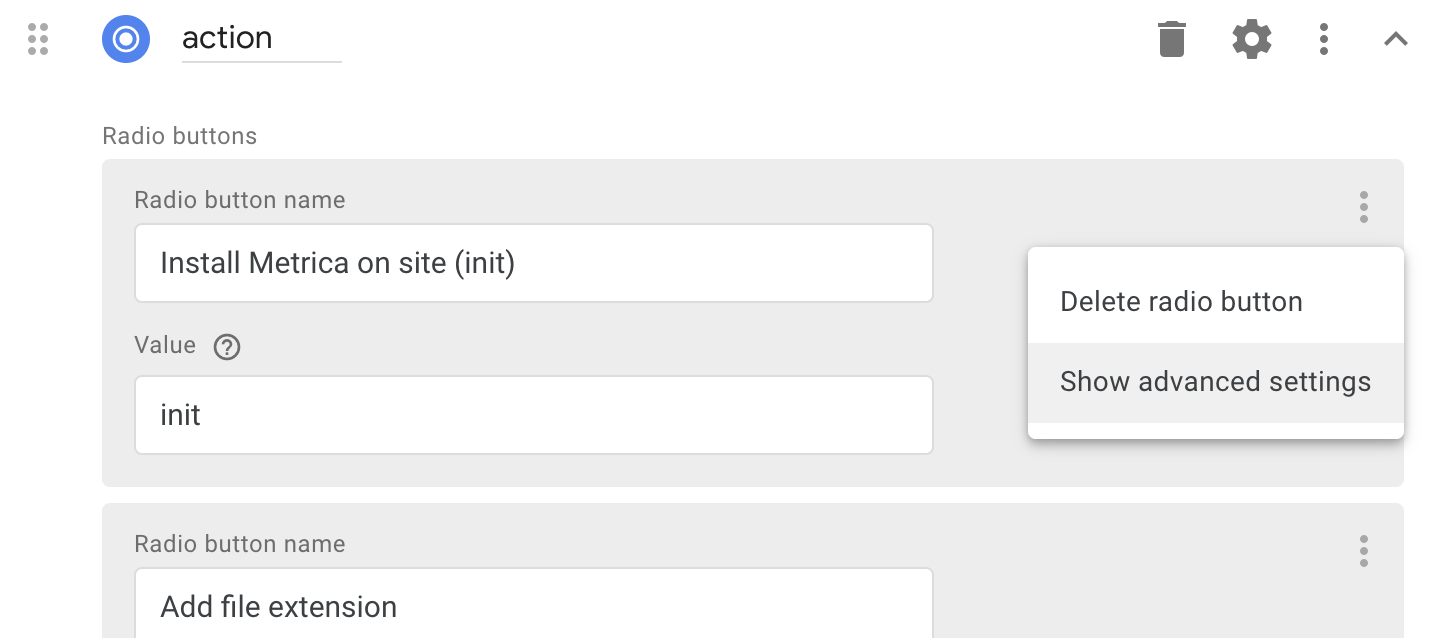 action
Radio buttons
Radio button name
Install Metrica on site (init)
Delete radio button
Value
Show advanced settings
init
Radio button name
Add file extension